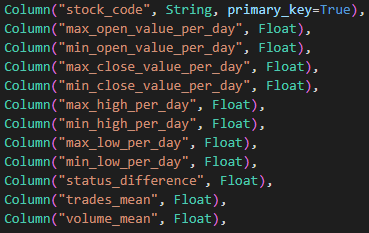 Column("stock_code", String, primary_key=True),
Column("max_open_value_per_day", Float),
Column("min_open_value_per_day", Float),
Column("max_close_value_per_day", Float),
Column("min_close_value_per_day", Float),
Column("max_high_per_day", Float),
Column("min_high_per_day", Float),
Column("max_low_per_day", Float),
Column("min_low_per_day", Float),
Column("status_difference", Float),
Column("trades_mean", Float),
Column("volume_mean", Float),